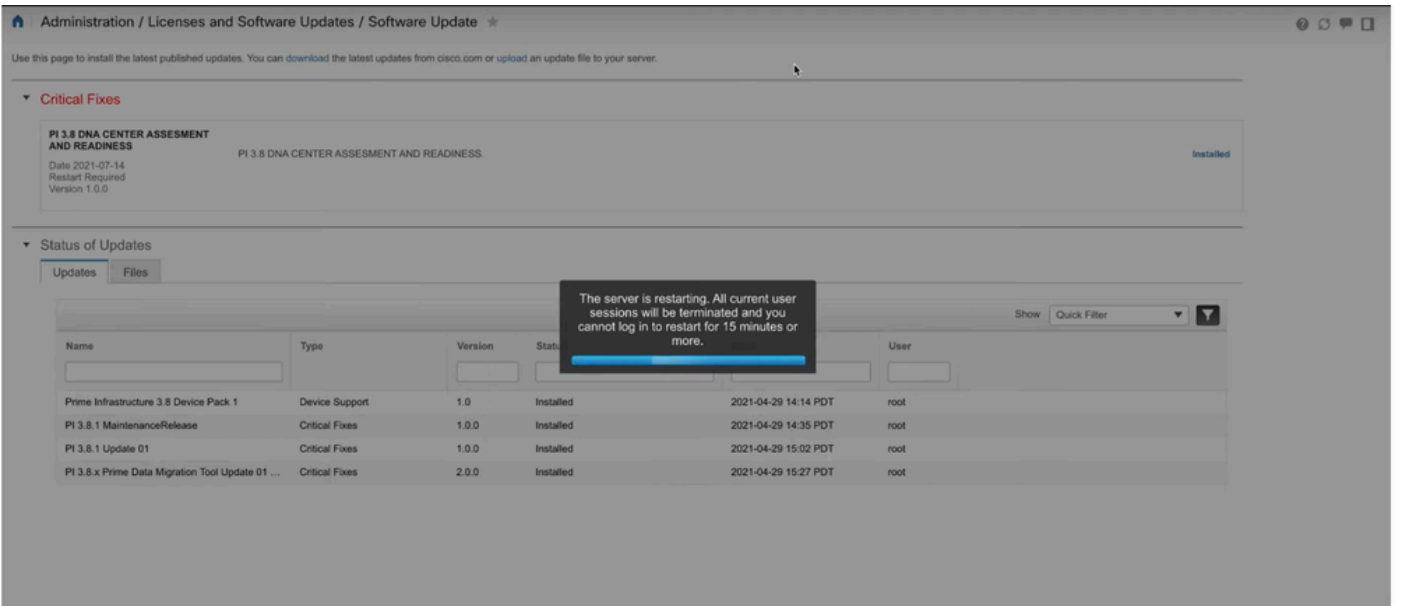 Administration / Licenses and Software Updates / Software Update
Use this page to install the latest published updates. You can download the latest updates from cisco.com or upload an update file to your server.
Critical Fixes
PI 3.8 DNA CENTER ASSESMENT
AND READINESS
Date 2021-07-14
Restart Required
Version 1.0.0
PI 3.8 DNA CENTER ASSESMENT AND READINESS.
Installed
Status of Updates
Updates Files
The server is restarting. All current user
sessions will be terminated and you
cannot log in to restart for 15 minutes or
more.
Show Quick Filter
Name Type Version Statu User
Prime Infrastructure 3.8 Device Pack 1 Device Support 1.0 Installed 2021-04-29 14:14 PDT root
PI 3.8.1 MaintenanceRelease Critical Fixes 1.0.0 Installed 2021-04-29 14:35 PDT root
PI 3.8.1 Update 01 Critical Fixes 1.0.0 Installed 2021-04-29 15:02 PDT root
PI 3.8.x Prime Data Migration Tool Update 01 ... Critical Fixes 2.0.0 Installed 2021-04-29 15:27 PDT root